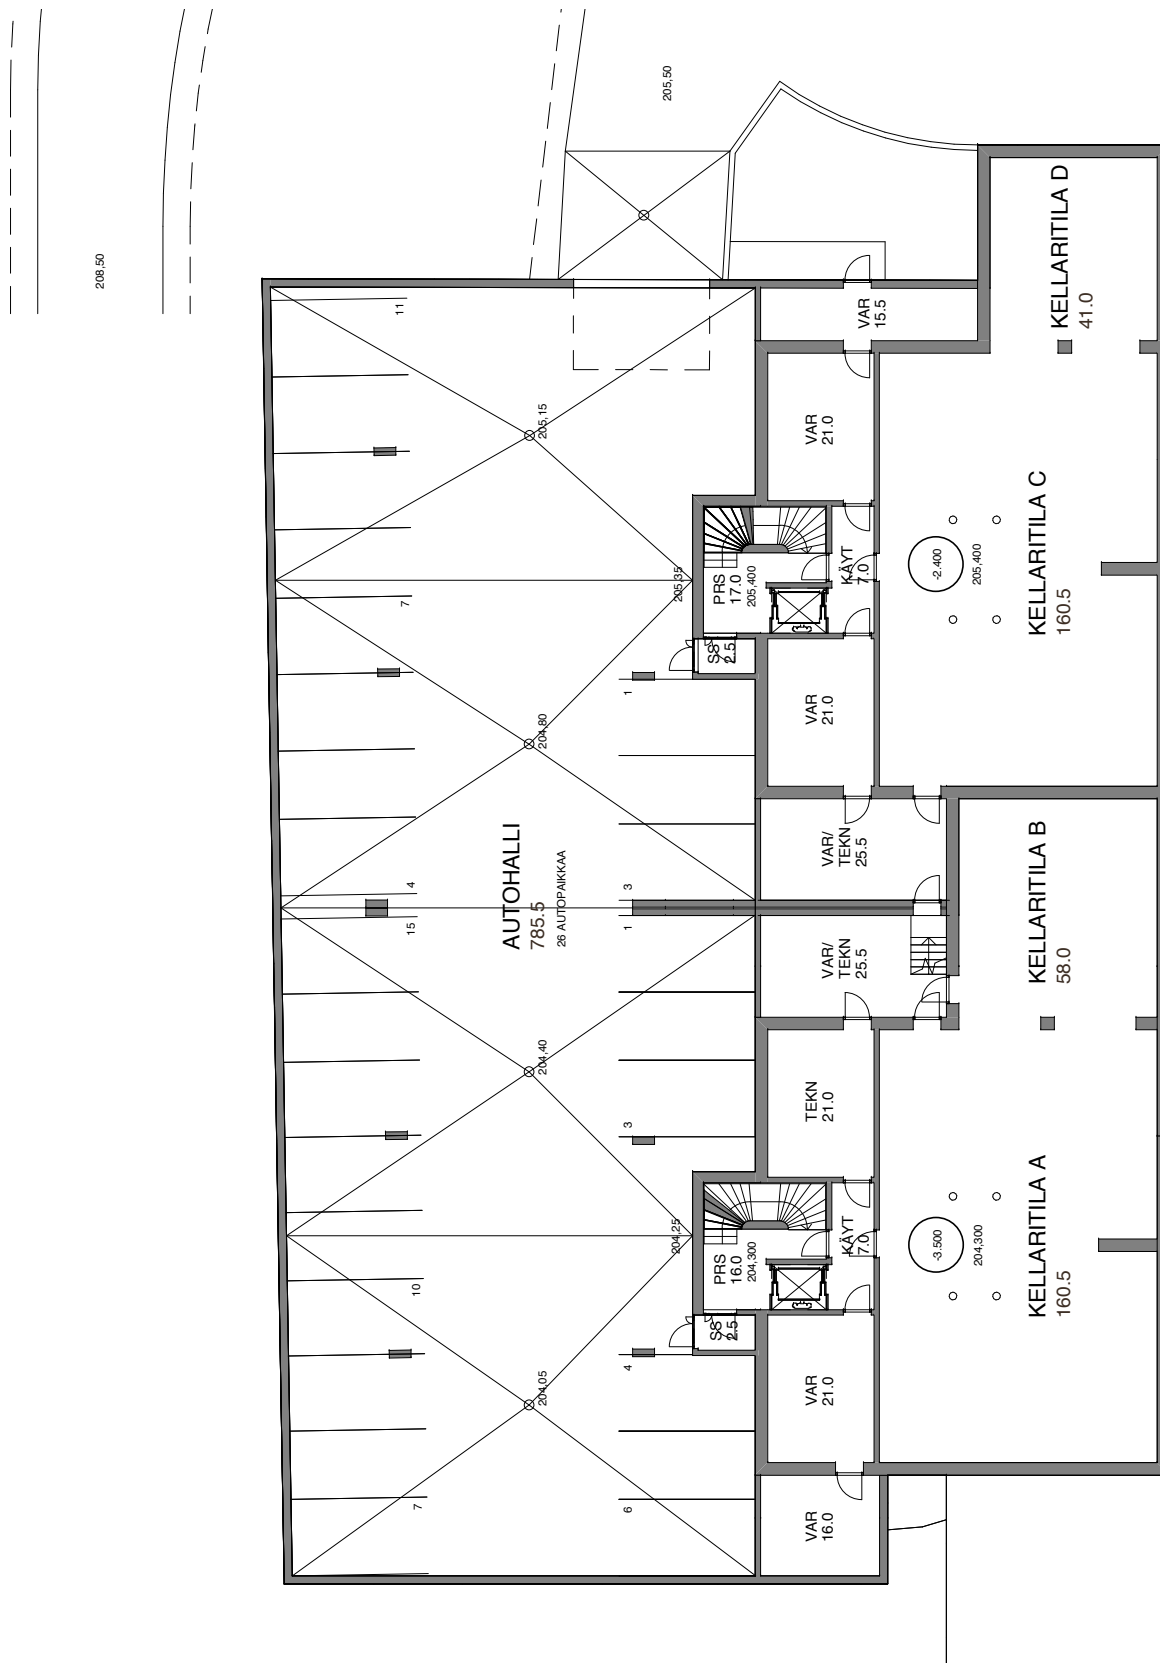 208,50
205,50
11
205,15
7
205,35
204,80
4
15
AUTOHALLI
785.5
26 AUTOPAIKKAA
1
3
1
3
204,40
10
204,25
204,05
7
4
6
VAR
15.5
VAR
21.0
PRS
17.0
205,400
KÄYT
7.0
SS
2.5
VAR
21.0
VAR/
TEKN
25.5
VAR/
TEKN
25.5
TEKN
21.0
PRS
16.0
204,300
KÄYT
7.0
SS
2.5
VAR
21.0
VAR
16.0
KELLARITILA D
41.0
KELLARITILA C
160.5
-2.400
205,400
KELLARITILA B
58.0
KELLARITILA A
160.5
-3.500
204,300